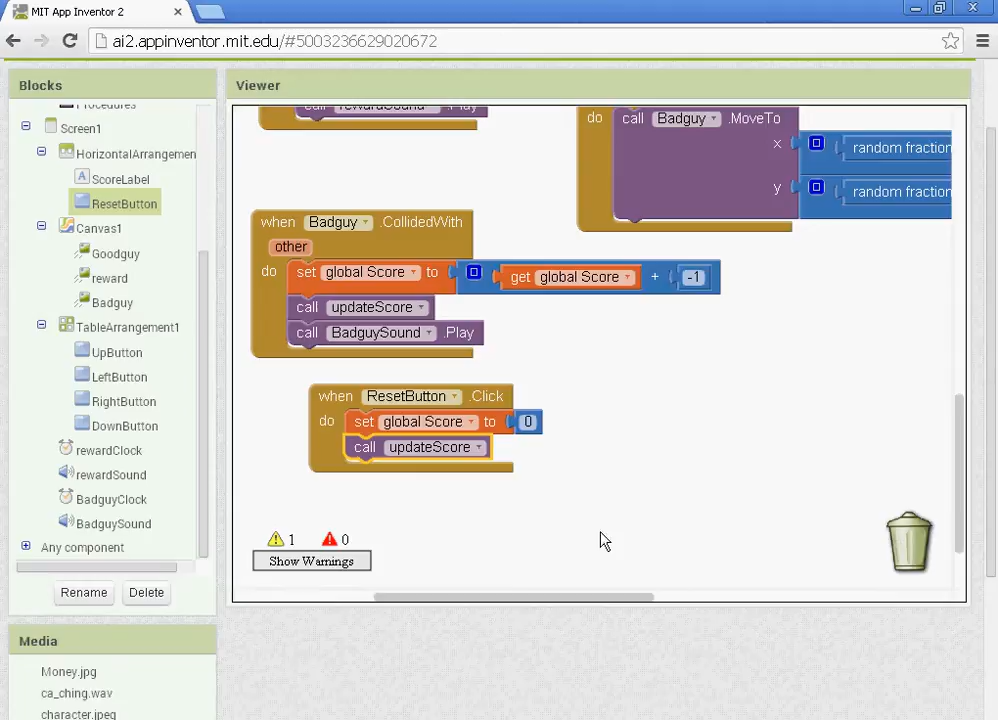 MIT App Inventor 2
ai2.appinventor.mit.edu/#5003236629020672
Blocks
Procedures
Screen1
HorizontalArrangemen
ScoreLabel
ResetButton
Canvas1
Goodguy
reward
Badguy
TableArrangement1
UpButton
LeftButton
RightButton
DownButton
rewardClock
rewardSound
BadguyClock
BadguySound
Any component
Rename Delete
Media
Money.jpg
ca_ching.wav
character.jpeg
Viewer
call rewardSound .Play
do call Badguy .MoveTo
x random fraction
y random fraction
when Badguy .CollidedWith
other
do set global Score to get global Score + -1
call updateScore
call BadguySound .Play
when ResetButton .Click
do set global Score to 0
call updateScore
1 0
Show Warnings